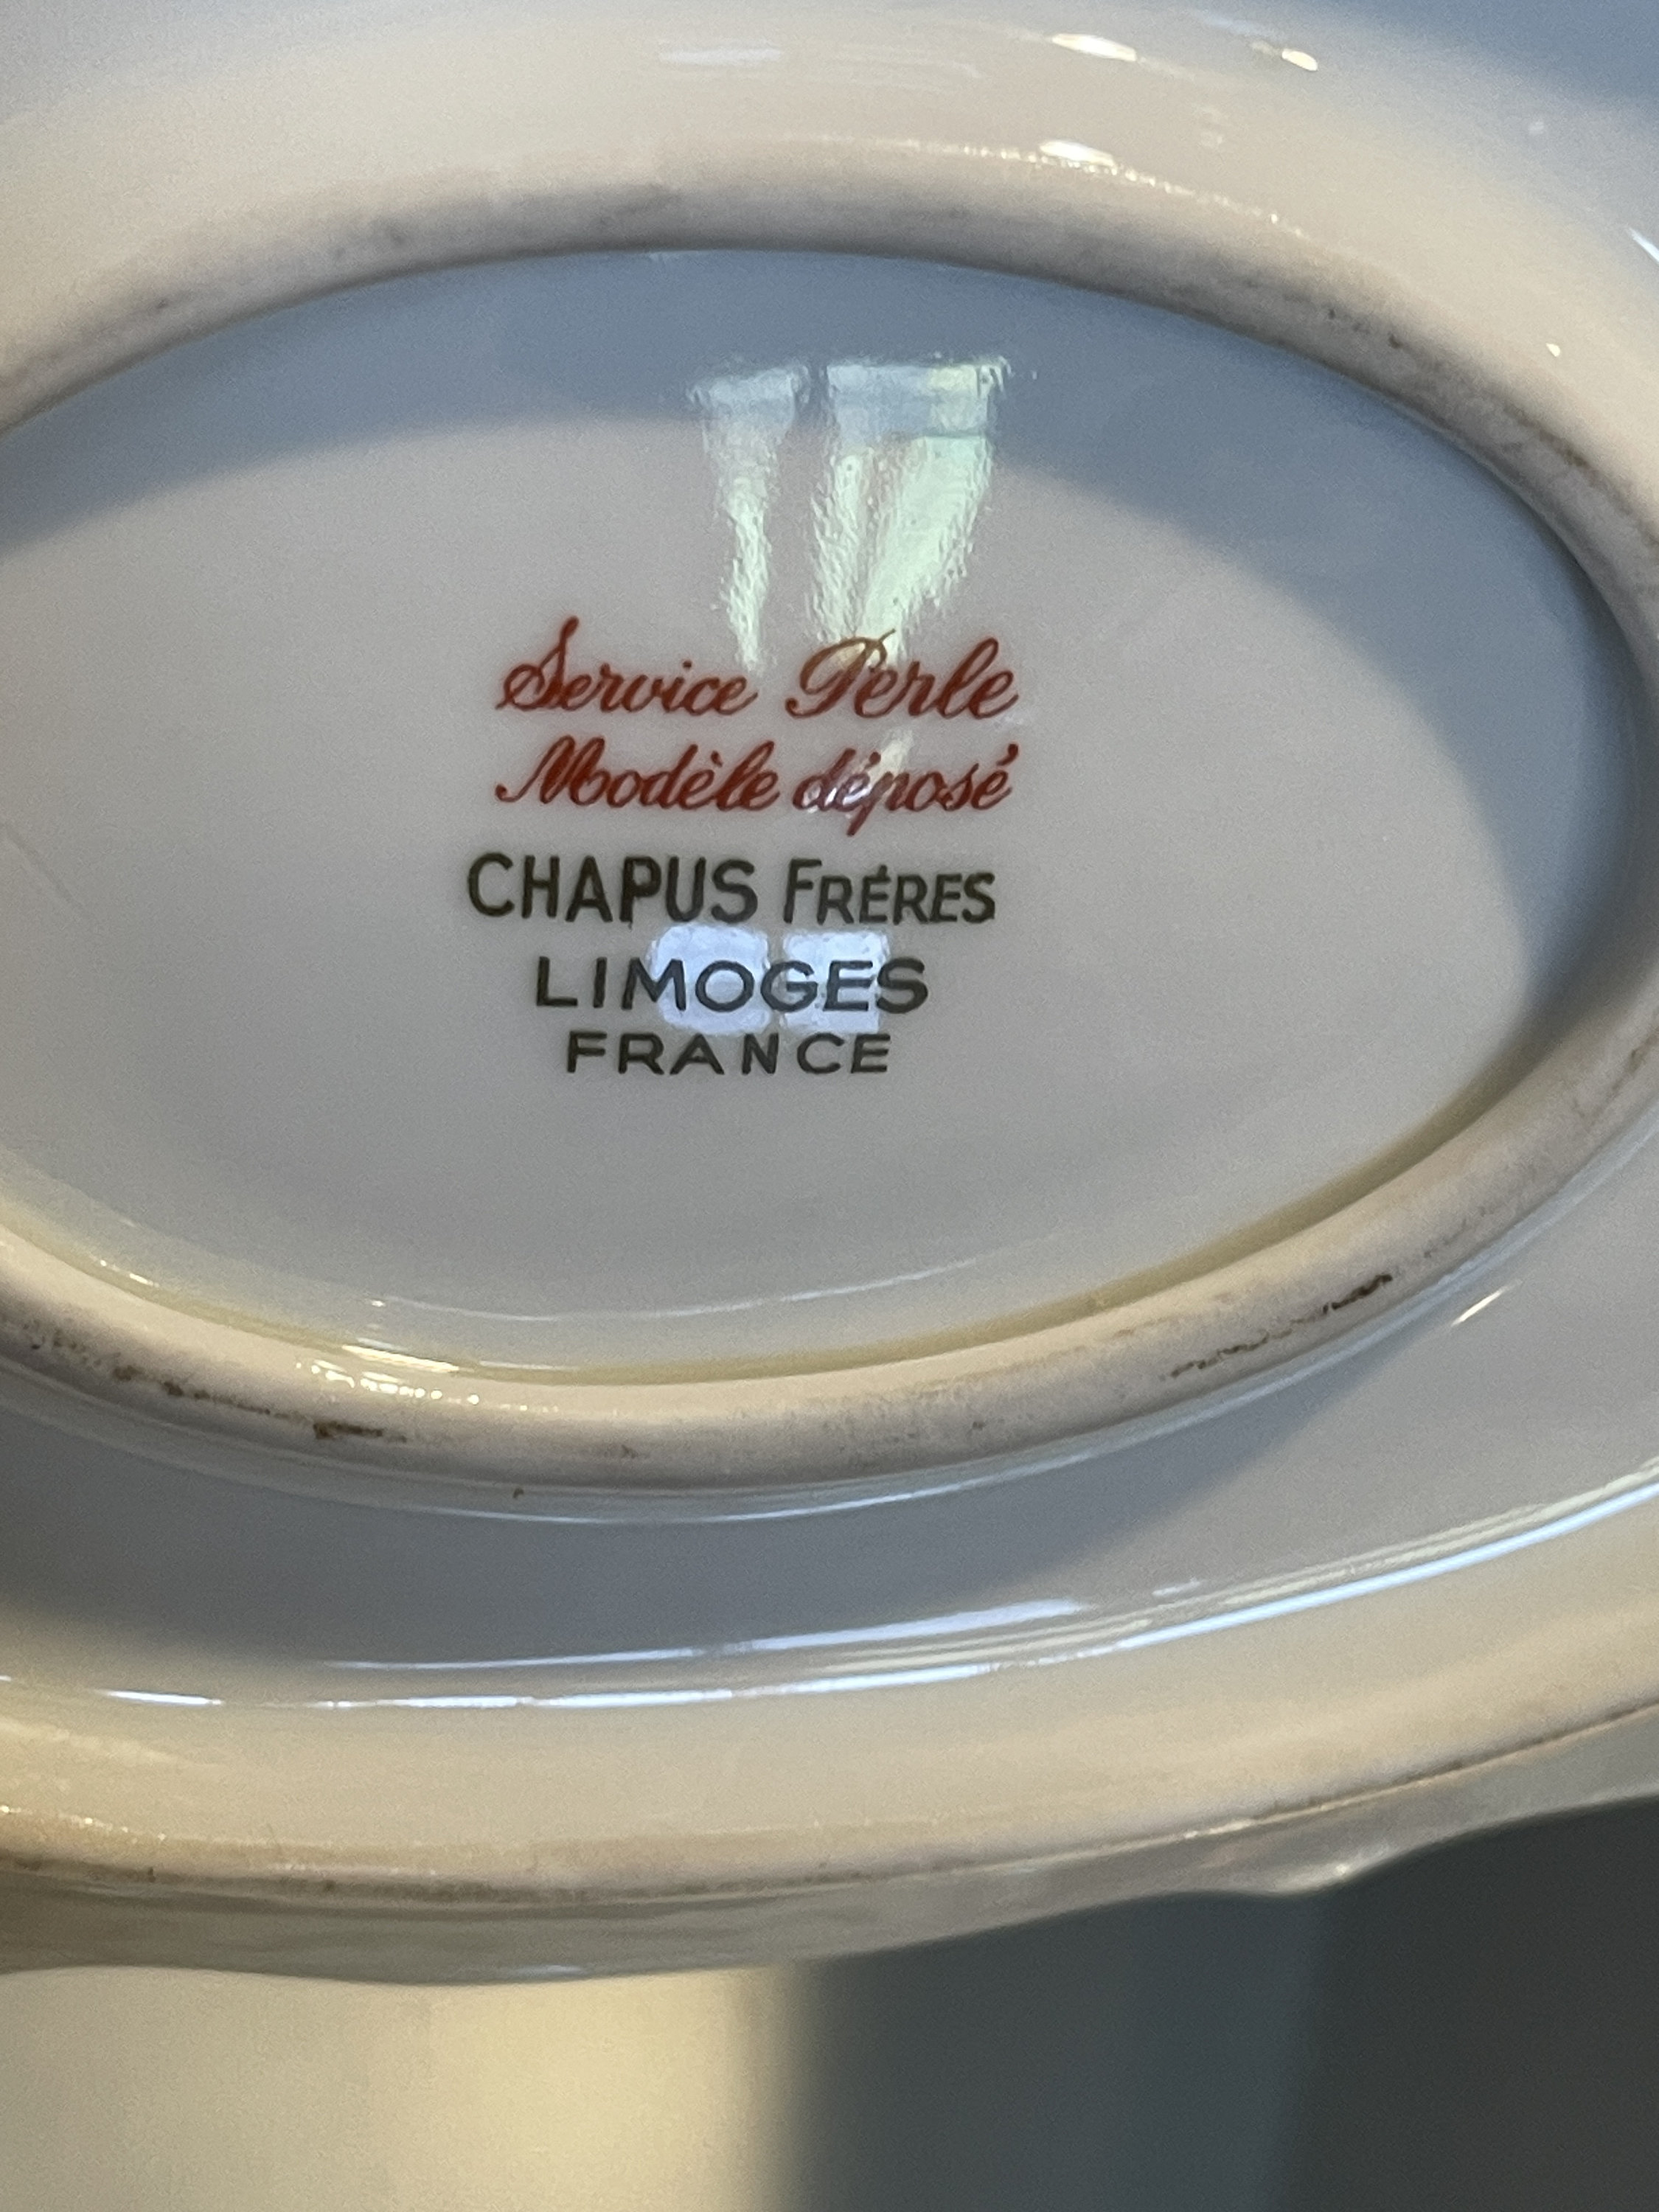 Service Perle
Modèle déposé
CHAPUS FRÉRES
LIMOGES
FRANCE